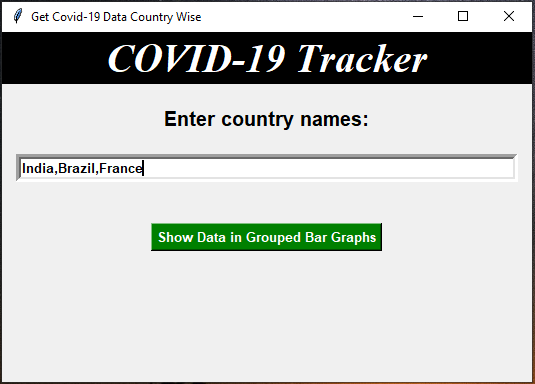 Get Covid-19 Data Country Wise
COVID-19 Tracker
Enter country names:
India,Brazil,France
Show Data in Grouped Bar Graphs